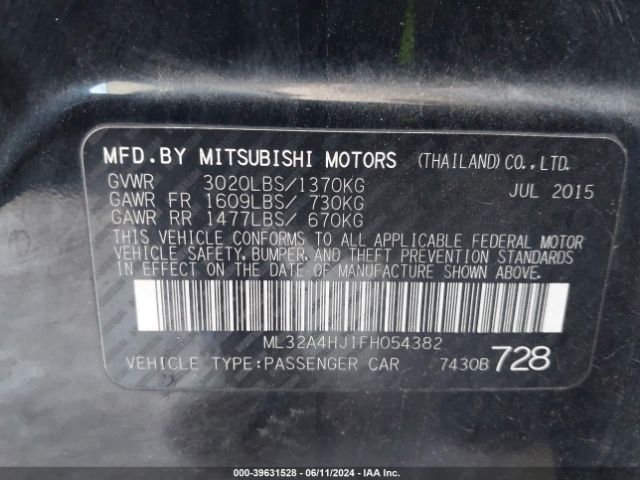 MFD.BY MITSUBISHI MOTORS (THAILAND)CO.,LTD.
GVWR 3020LBS/1370KG JUL 2015
GAWR FR 1609LBS/ 730KG
GAWR RR 1477LBS/ 670KG
THIS VEHICLE CONFORMS TO ALL APPLICABLE FEDERAL MOTOR
VEHICLE SAFETY, BUMPER, AND THEFT PREVENTION STANDARDS
IN EFFECT ON THE DATE OF MANUFACTURE SHOWN ABOVE.
ML32A4HJ1FH054382
VEHICLE TYPE:PASSENGER CAR 7430B 728
000-39631528 - 06/11/2024 - IAA Inc.